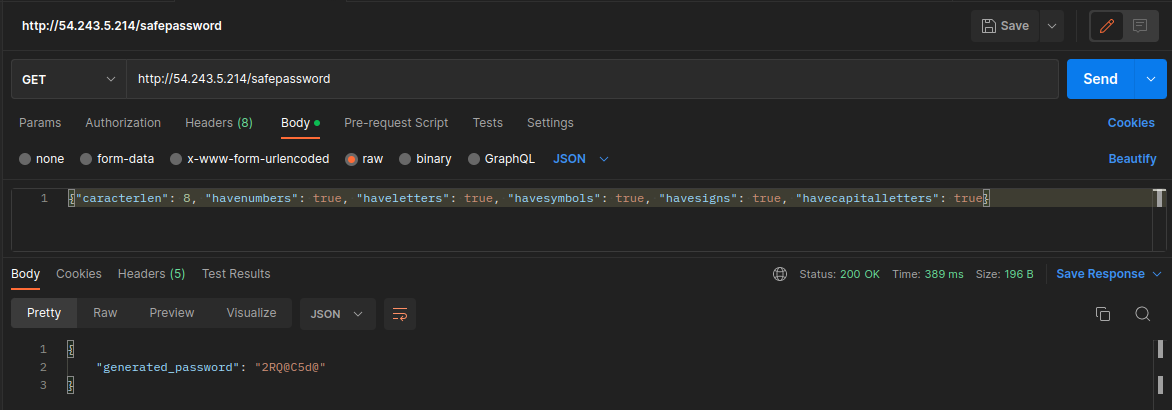 http://54.243.5.214/safepassword
Save
GET
http://54.243.5.214/safepassword
Send
Params Authorization Headers (8) Body Pre-request Script Tests Settings Cookies
none form-data x-www-form-urlencoded raw binary GraphQL JSON Beautify
1 {"caracterlen": 8, "havenumbers": true, "haveletters": true, "havesymbols": true, "havesigns": true, "havecapitalletters": true}
Body Cookies Headers (5) Test Results Status: 200 OK Time: 389 ms Size: 196 B Save Response
Pretty Raw Preview Visualize JSON
1 {
2 "generated_password": "2RQ@C5d@"
3 }